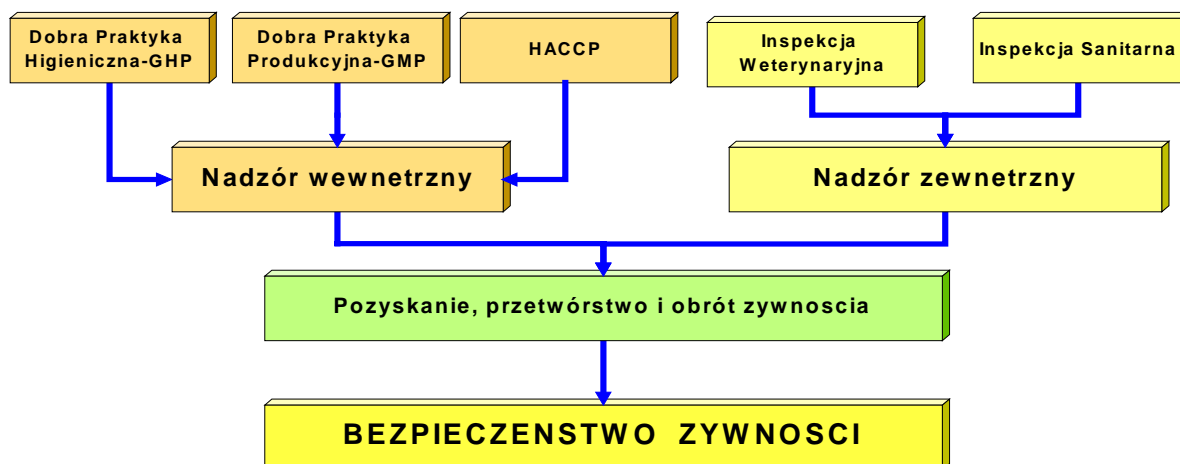 Dobra Praktyka
Higieniczna-GHP
Dobra Praktyka
Produkcyjna-GMP
HACCP
Inspekcja
Weterynaryjna
Inspekcja Sanitarna
Nadzór wewnetrzny
Nadzór zewnetrzny
Pozyskanie, przetwórstwo i obrót zywnoscia
BEZPIECZENSTWO ZYWNOSCI